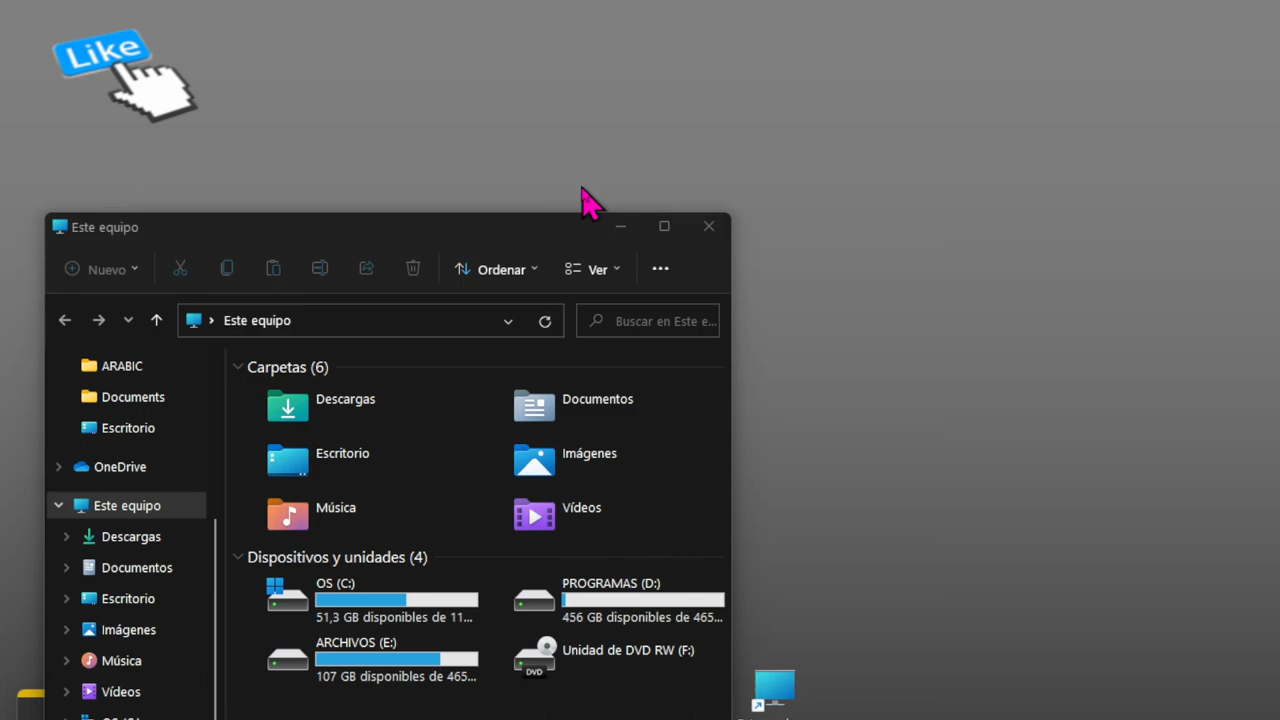 Like
Este equipo
Nuevo
Ordenar
Ver
Este equipo
Buscar en Este e...
ARABIC
Documents
Escritorio
OneDrive
Este equipo
Descargas
Documentos
Escritorio
Imágenes
Música
Vídeos
Carpetas (6)
Descargas
Documentos
Escritorio
Imágenes
Música
Vídeos
Dispositivos y unidades (4)
OS (C:)
51,3 GB disponibles de 11...
PROGRAMAS (D:)
456 GB disponibles de 465...
ARCHIVOS (E:)
107 GB disponibles de 465...
Unidad de DVD RW (F:)
DVD